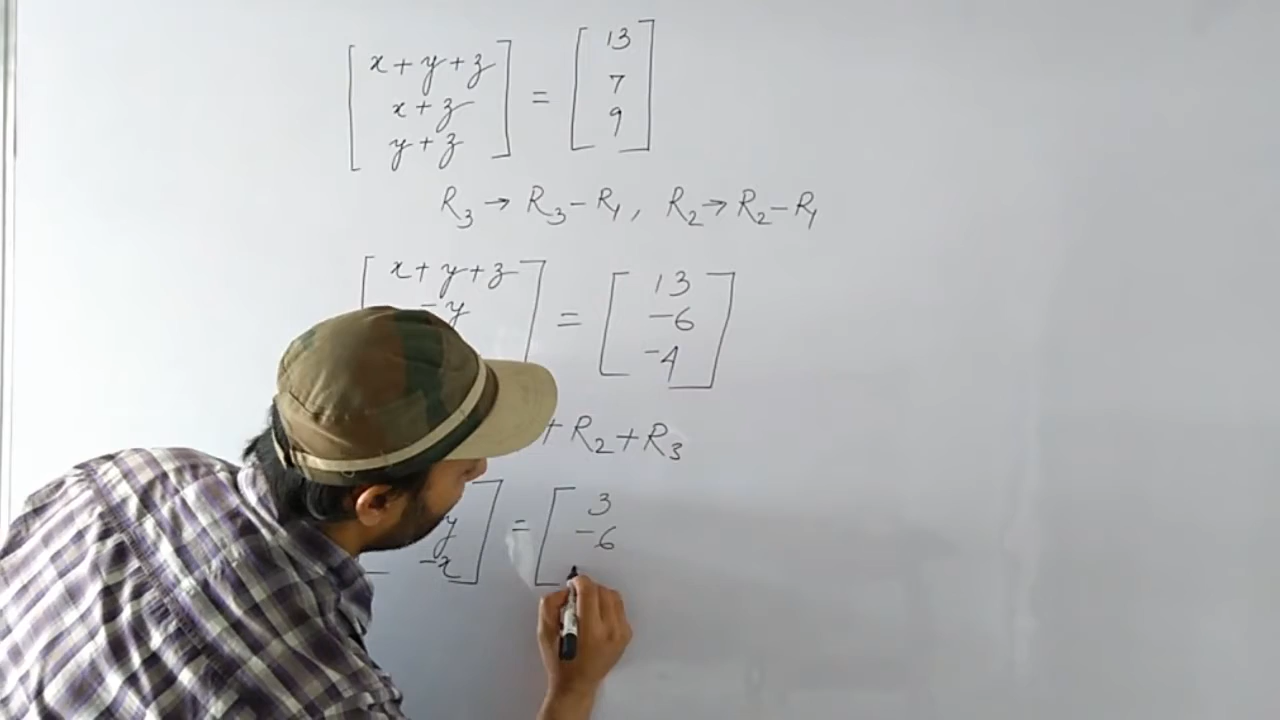 [ x + y + z ] = [ 13 ]
[ x + z ] [ 7 ]
[ y + z ] [ 9 ]
R3 → R3 - R1, R2 → R2 - R1
[ x + y + z ] = [ 13 ]
[ -y ] [ -6 ]
[ -4 ]
+ R2 + R3
[ ] = [ 3 ]
[ y ] [ -6 ]
[ -x ] [